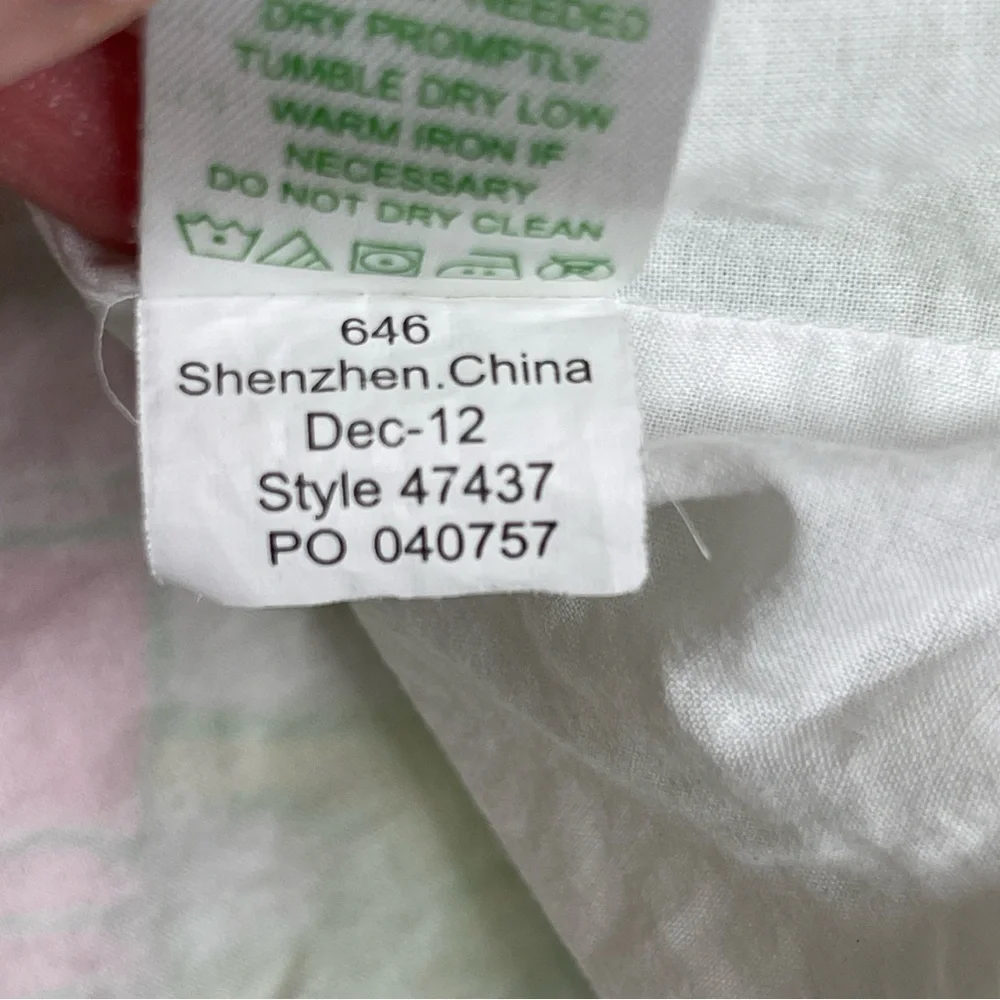 NEEDED
DRY PROMPTLY
TUMBLE DRY LOW
WARM IRON IF
NECESSARY
DO NOT DRY CLEAN
646
Shenzhen.China
Dec-12
Style 47437
PO 040757